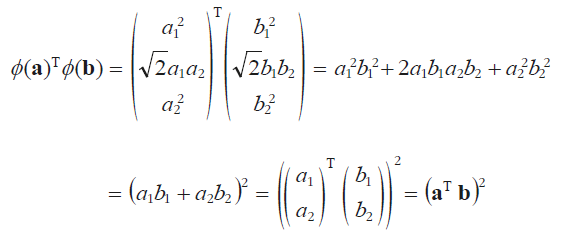 ϕ(𝐚)ᵀϕ(𝐛) = (a₁² √2a₁a₂ a₂²)ᵀ (b₁² √2b₁b₂ b₂²) = a₁²b₁² + 2a₁b₁a₂b₂ + a₂²b₂²
= (a₁b₁ + a₂b₂)² = ((a₁ a₂)ᵀ (b₁ b₂))² = (𝐚ᵀ 𝐛)²